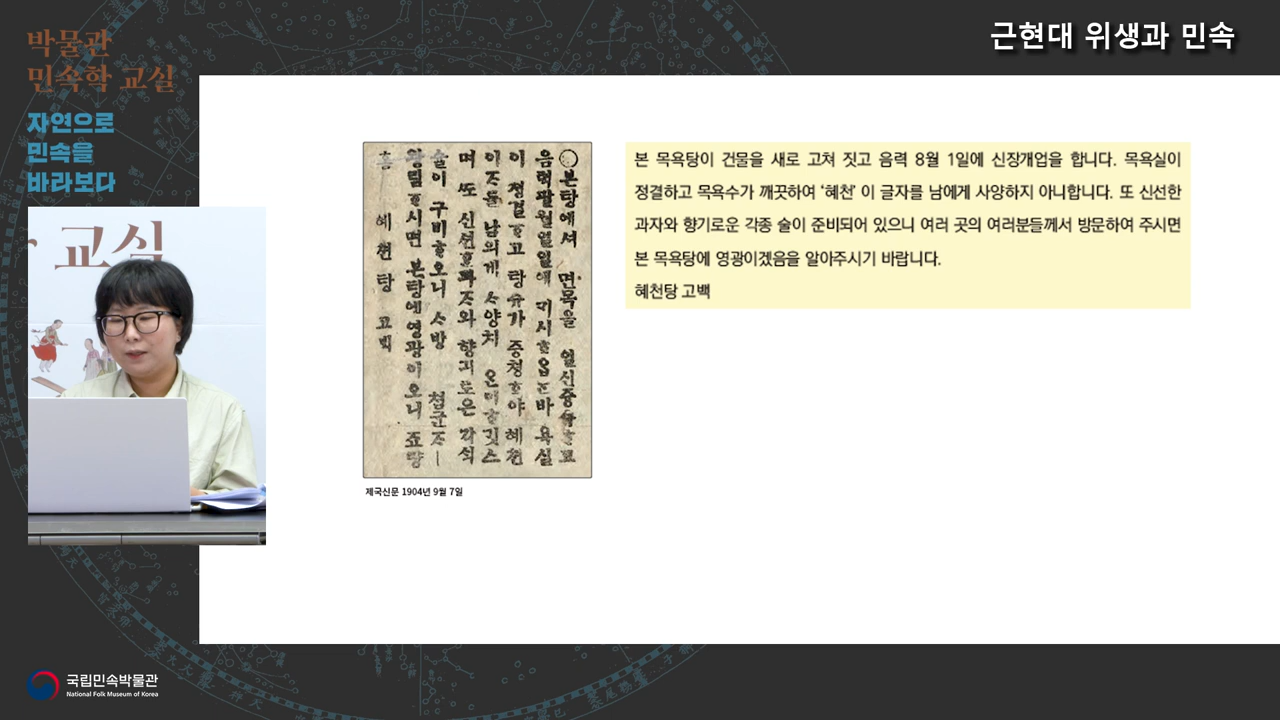 박물관
민속학 교실
자연으로
민속을
바라보다
근현대 위생과 민속
교실
○본탕에셔 면목을 일신중슈ᄒᆞ고
음력팔월일일에 ᄀᆡ시ᄒᆞ옵ᄂᆞᆫ바 욕실
이 졍결ᄒᆞ고 탕슈가 증쳥ᄒᆞ야 혜쳔
이ᄌᆞ를 남의게 ᄉᆞ양치 온이ᄒᆞ깃스
며 ᄯᅩ 신션ᄒᆞᆫ과ᄌᆞ와 향긔로은 각식
술이 구비ᄒᆞ오니 ᄉᆞ방 쳠군ᄌᆞㅣ
왕림ᄒᆞ시면 본탕에영광이오니 죠량
홈 혜쳔탕 고ᄇᆡᆨ
제국신문 1904년 9월 7일
본 목욕탕이 건물을 새로 고쳐 짓고 음력 8월 1일에 신장개업을 합니다. 목욕실이
정결하고 목욕수가 깨끗하여 ‘혜천’ 이 글자를 남에게 사양하지 아니합니다. 또 신선한
과자와 향기로운 각종 술이 준비되어 있으니 여러 곳의 여러분들께서 방문하여 주시면
본 목욕탕에 영광이겠음을 알아주시기 바랍니다.
혜천탕 고백
국립민속박물관
National Folk Museum of Korea